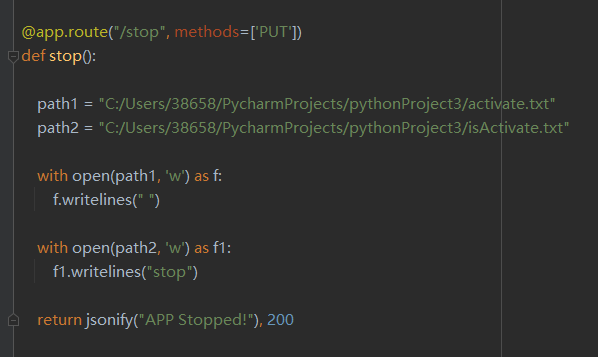 @app.route("/stop", methods=['PUT'])
def stop():
path1 = "C:/Users/38658/PycharmProjects/pythonProject3/activate.txt"
path2 = "C:/Users/38658/PycharmProjects/pythonProject3/isActivate.txt"
with open(path1, 'w') as f:
f.writelines(" ")
with open(path2, 'w') as f1:
f1.writelines("stop")
return jsonify("APP Stopped!"), 200